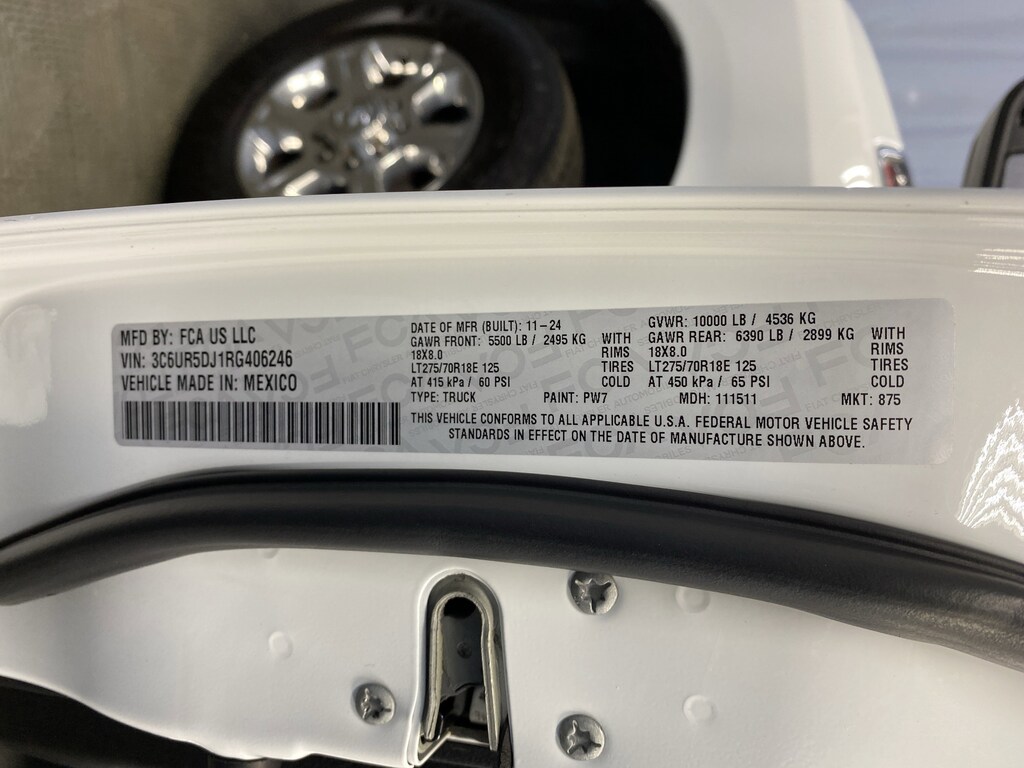 MFD BY: FCA US LLC
VIN: 3C6UR5DJ1RG406246
VEHICLE MADE IN: MEXICO
DATE OF MFR (BUILT): 11-24
GAWR FRONT: 5500 LB / 2495 KG WITH
18X8.0 RIMS
LT275/70R18E 125 TIRES
AT 415 kPa / 60 PSI COLD
GVWR: 10000 LB / 4536 KG
GAWR REAR: 6390 LB / 2899 KG WITH
18X8.0 RIMS
LT275/70R18E 125 TIRES
AT 450 kPa / 65 PSI COLD
TYPE: TRUCK PAINT: PW7 MDH: 111511 MKT: 875
THIS VEHICLE CONFORMS TO ALL APPLICABLE U.S.A. FEDERAL MOTOR VEHICLE SAFETY
STANDARDS IN EFFECT ON THE DATE OF MANUFACTURE SHOWN ABOVE.